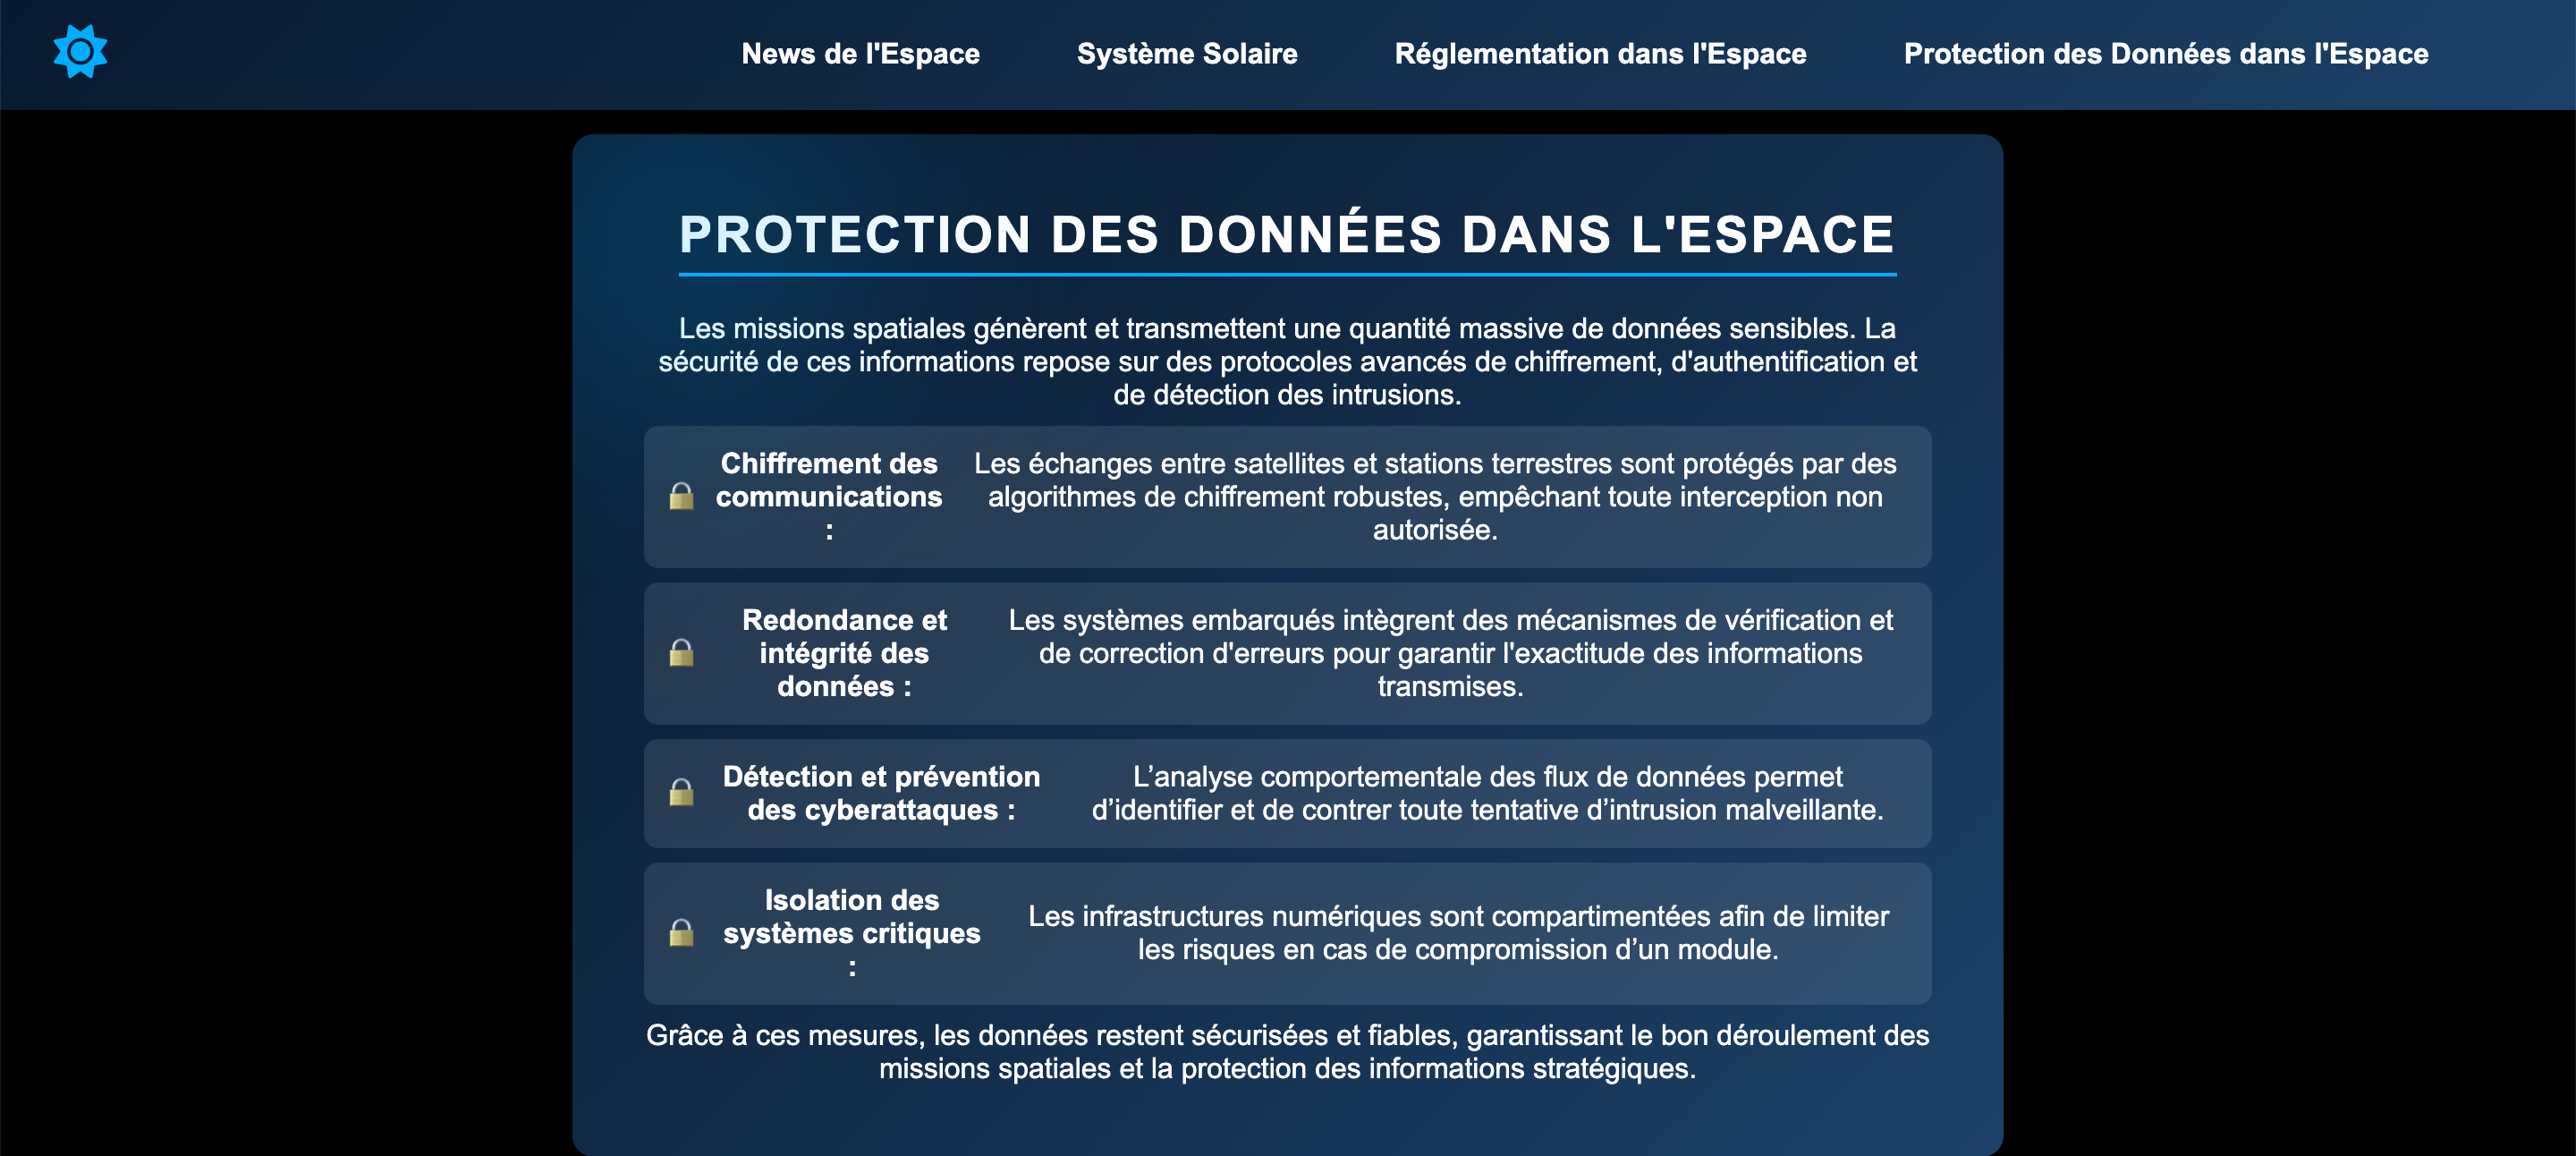 News de l'Espace
Système Solaire
Réglementation dans l'Espace
Protection des Données dans l'Espace
PROTECTION DES DONNÉES DANS L'ESPACE
Les missions spatiales génèrent et transmettent une quantité massive de données sensibles. La
sécurité de ces informations repose sur des protocoles avancés de chiffrement, d'authentification et
de détection des intrusions.
Chiffrement des
communications
:
Les échanges entre satellites et stations terrestres sont protégés par des
algorithmes de chiffrement robustes, empêchant toute interception non
autorisée.
Redondance et
intégrité des
données :
Les systèmes embarqués intègrent des mécanismes de vérification et
de correction d'erreurs pour garantir l'exactitude des informations
transmises.
Détection et prévention
des cyberattaques :
L’analyse comportementale des flux de données permet
d’identifier et de contrer toute tentative d’intrusion malveillante.
Isolation des
systèmes critiques
:
Les infrastructures numériques sont compartimentées afin de limiter
les risques en cas de compromission d’un module.
Grâce à ces mesures, les données restent sécurisées et fiables, garantissant le bon déroulement des
missions spatiales et la protection des informations stratégiques.